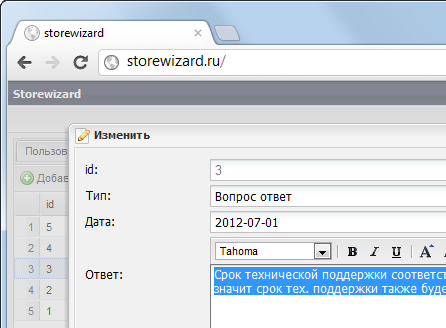 storewizard
storewizard.ru/
Storewizard
Изменить
Пользов
Добав
id
1 5
2 4
3 3
4 2
5 1
id: 3
Тип: Вопрос ответ
Дата: 2012-07-01
Tahoma B I U A A
Ответ:
Срок технической поддержки соответст
значит срок тех. поддержки также буде